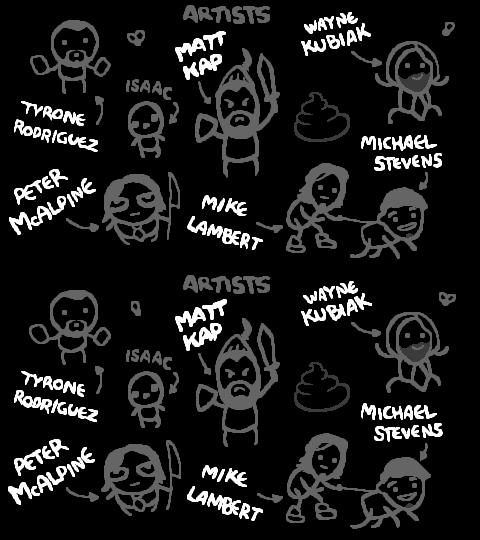 ARTISTS
MATT
KAP
WAYNE
KUBIAK
ISAAC
TYRONE
RODRIGUEZ
MICHAEL
STEVENS
PETER
McALPINE
MIKE
LAMBERT
ARTISTS
MATT
KAP
WAYNE
KUBIAK
ISAAC
TYRONE
RODRIGUEZ
MICHAEL
STEVENS
PETER
McALPINE
MIKE
LAMBERT